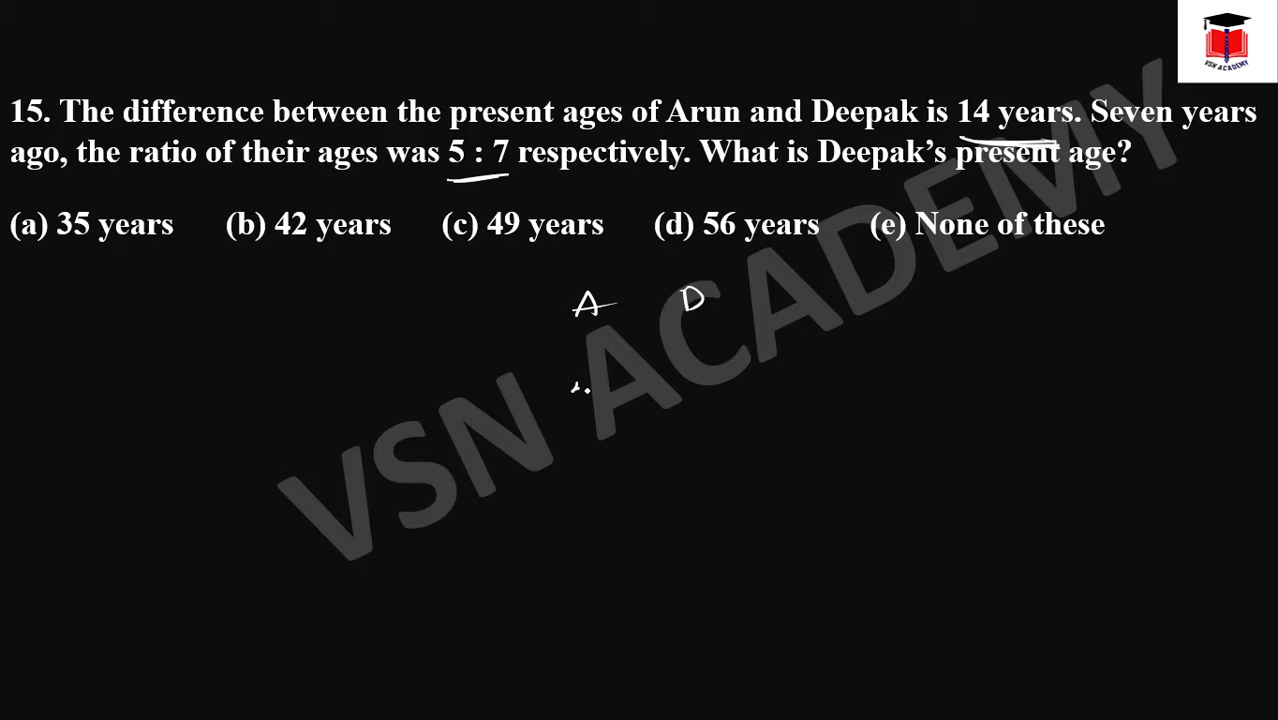 VSN ACADEMY
15. The difference between the present ages of Arun and Deepak is 14 years. Seven years
ago, the ratio of their ages was 5 : 7 respectively. What is Deepak’s present age?
(a) 35 years (b) 42 years (c) 49 years (d) 56 years (e) None of these
A D
VSN ACADEMY